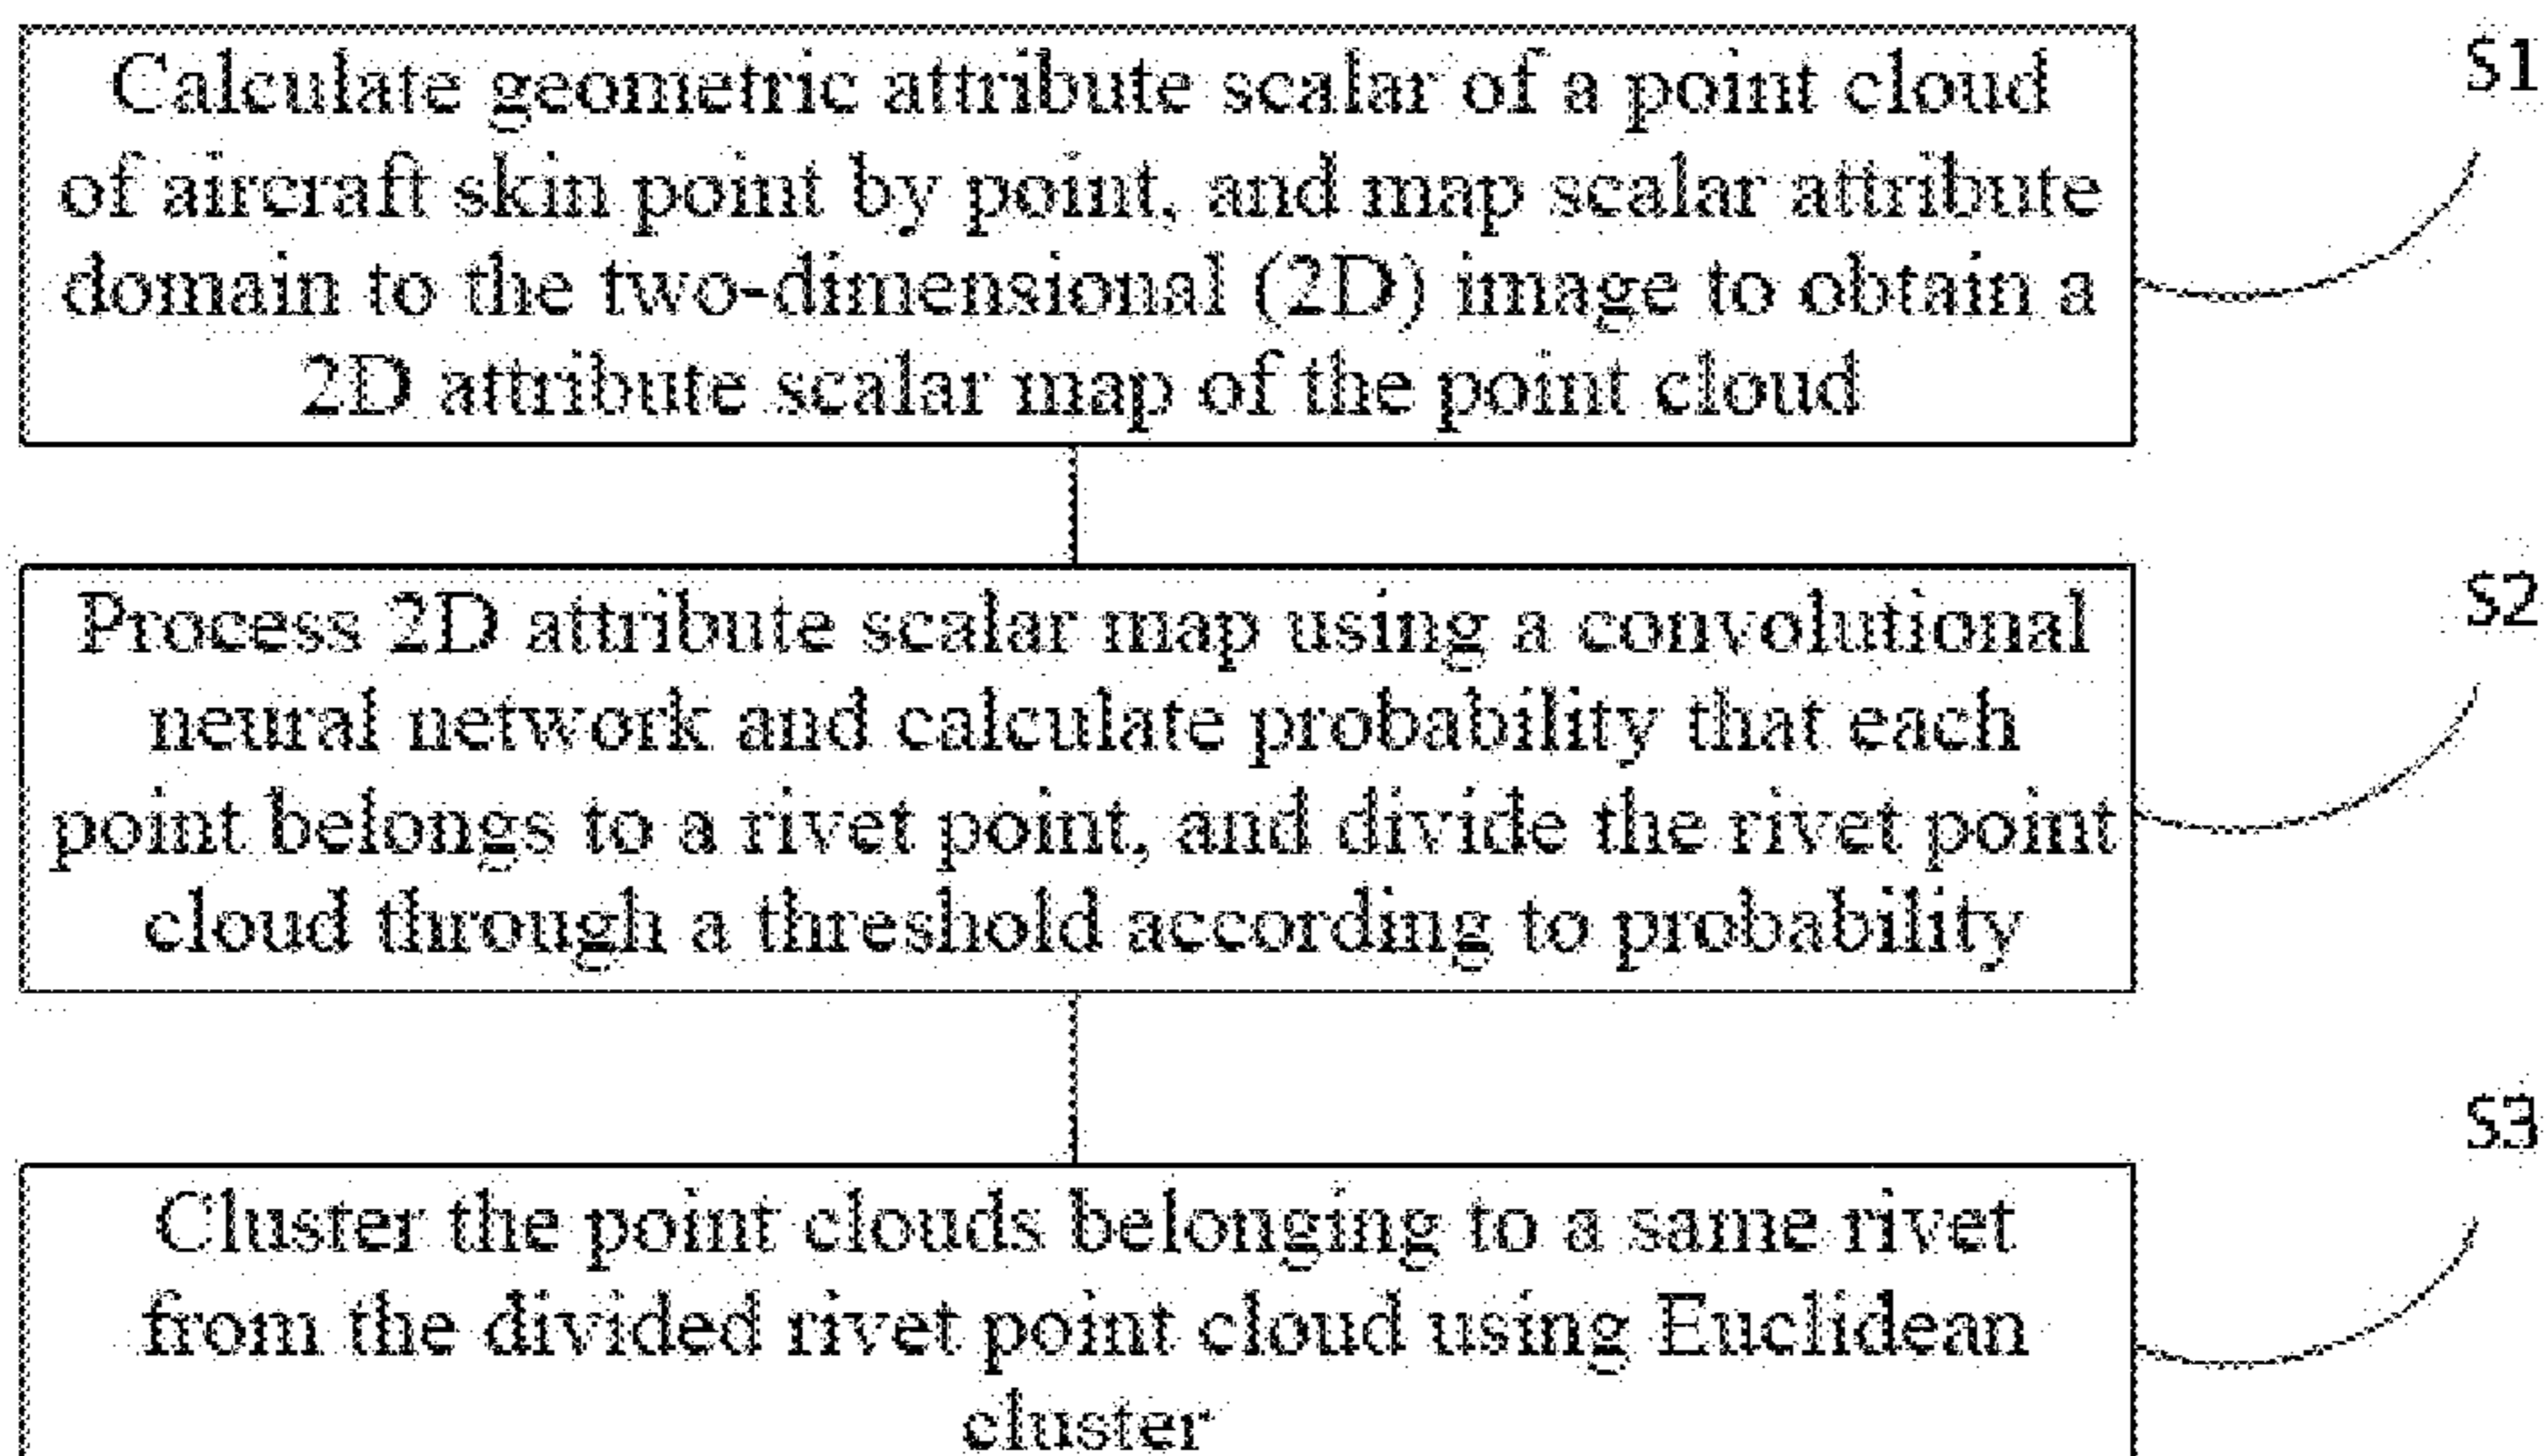 Calculate geometric attribute scalar of a point cloud
of aircraft skin point by point, and map scalar attribute
domain to the two-dimensional (2D) image to obtain a
2D attribute scalar map of the point cloud
S1
Process 2D attribute scalar map using a convolutional
neural network and calculate probability that each
point belongs to a rivet point, and divide the rivet point
cloud through a threshold according to probability
S2
Cluster the point clouds belonging to a same rivet
from the divided rivet point cloud using Euclidean
cluster
S3